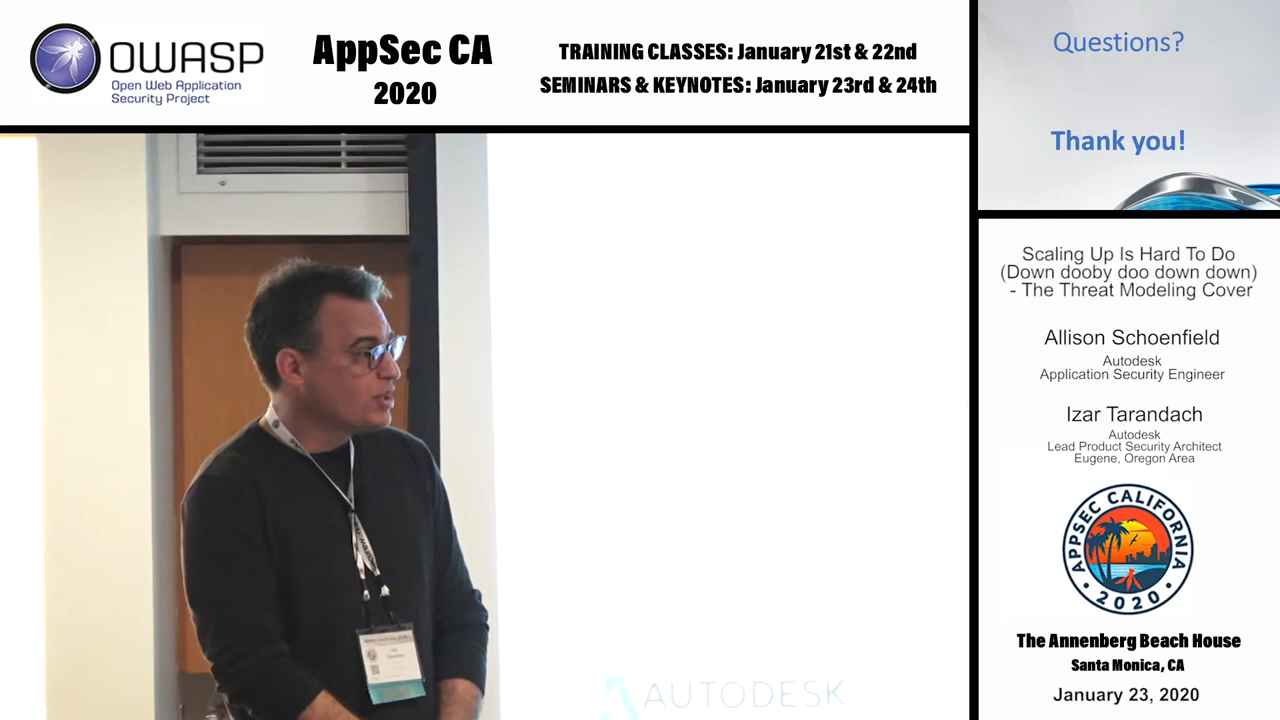 OWASP
Open Web Application
Security Project
AppSec CA
2020
TRAINING CLASSES: January 21st & 22nd
SEMINARS & KEYNOTES: January 23rd & 24th
Questions?
Thank you!
Scaling Up Is Hard To Do
(Down dooby doo down down)
- The Threat Modeling Cover
Allison Schoenfield
Autodesk
Application Security Engineer
Izar Tarandach
Autodesk
Lead Product Security Architect
Eugene, Oregon Area
APPSEC CALIFORNIA
• 2020 •
The Annenberg Beach House
Santa Monica, CA
January 23, 2020
AUTODESK